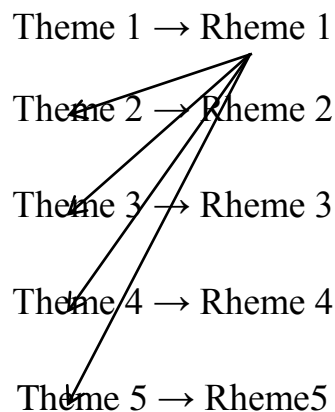 Theme 1 → Rheme 1
Theme 2 → Rheme 2
Theme 3 → Rheme 3
Theme 4 → Rheme 4
Theme 5 → Rheme5